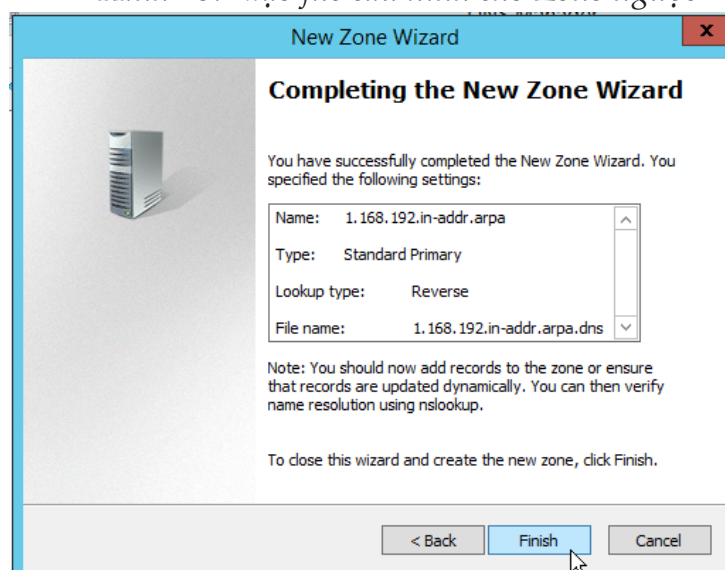 New Zone Wizard
x
Completing the New Zone Wizard
You have successfully completed the New Zone Wizard. You
specified the following settings:
Name: 1.168.192.in-addr.arpa
Type: Standard Primary
Lookup type: Reverse
File name: 1.168.192.in-addr.arpa.dns
Note: You should now add records to the zone or ensure
that records are updated dynamically. You can then verify
name resolution using nslookup.
To close this wizard and create the new zone, click Finish.
< Back Finish Cancel